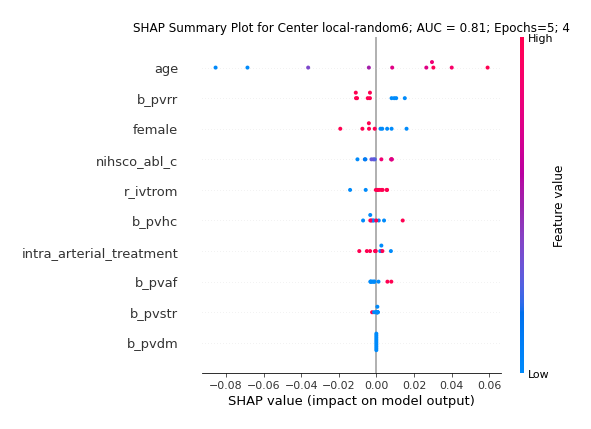 SHAP Summary Plot for Center local-random6; AUC = 0.81; Epochs=5; 4
High
age
b_pvrr
female
nihsco_abl_c
r_ivtrom
b_pvhc
intra_arterial_treatment
b_pvaf
b_pvstr
b_pvdm
Feature value
Low
−0.08 −0.06 −0.04 −0.02 0.00 0.02 0.04 0.06
SHAP value (impact on model output)